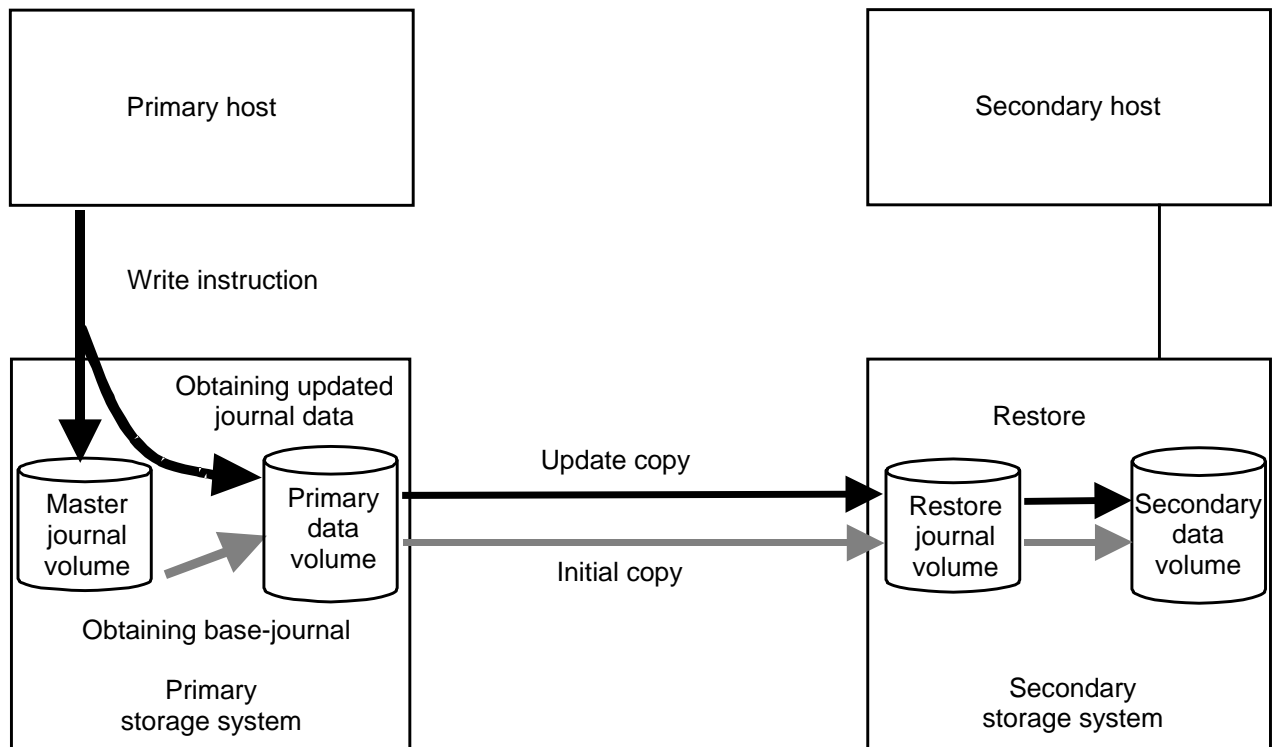 Primary host
Secondary host
Write instruction
Obtaining updated
journal data
Restore
Update copy
Master
journal
volume
Primary
data
volume
Restore
journal
volume
Secondary
data
volume
Initial copy
Obtaining base-journal
Primary
storage system
Secondary
storage system